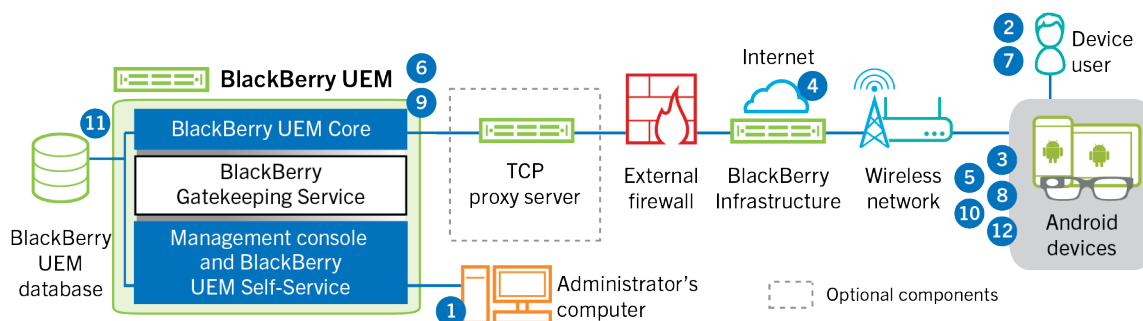 BlackBerry UEM
6
9
11
BlackBerry UEM Core
BlackBerry
Gatekeeping Service
Management console
and BlackBerry
UEM Self-Service
BlackBerry
UEM
database
1
Administrator's
computer
TCP
proxy server
External
firewall
Internet
4
BlackBerry
Infrastructure
Wireless
network
2
7
Device
user
3
5
8
10
12
Android
devices
Optional components